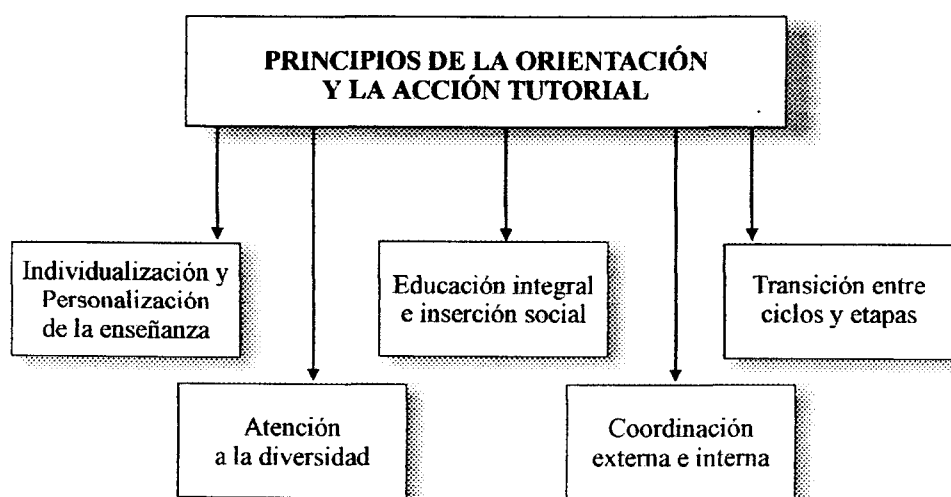 PRINCIPIOS DE LA ORIENTACIÓN
Y LA ACCIÓN TUTORIAL
Individualización y
Personalización
de la enseñanza
Educación integral
e inserción social
Transición entre
ciclos y etapas
Atención
a la diversidad
Coordinación
externa e interna